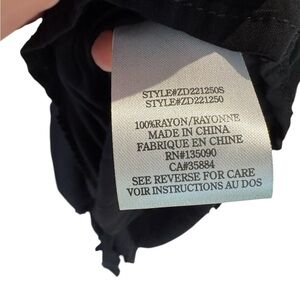 STYLE#ZD221250S
STYLE#ZD221250
100%RAYON/RAYONNE
MADE IN CHINA
FABRIQUE EN CHINE
RN#135090
CA#35884
SEE REVERSE FOR CARE
VOIR INSTRUCTIONS AU DOS